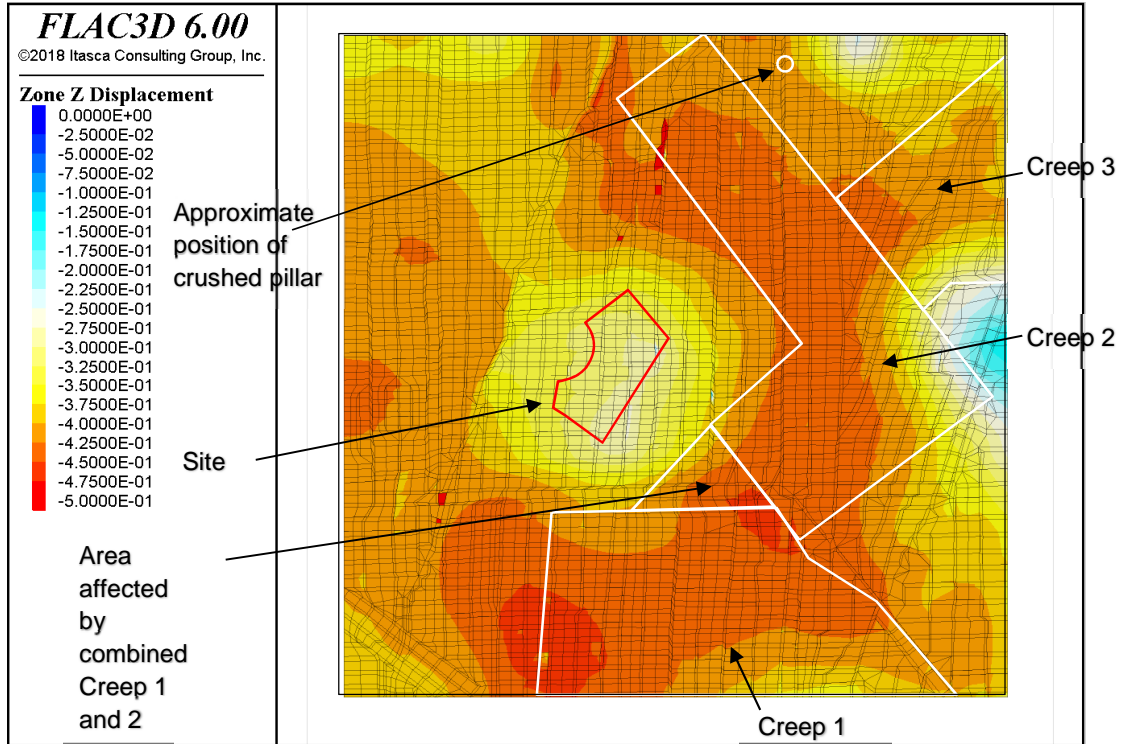 FLAC3D 6.00
©2018 Itasca Consulting Group, Inc.
Zone Z Displacement
0.0000E+00
-2.5000E-02
-5.0000E-02
-7.5000E-02
-1.0000E-01
-1.2500E-01
-1.5000E-01
-1.7500E-01
-2.0000E-01
-2.2500E-01
-2.5000E-01
-2.7500E-01
-3.0000E-01
-3.2500E-01
-3.5000E-01
-3.7500E-01
-4.0000E-01
-4.2500E-01
-4.5000E-01
-4.7500E-01
-5.0000E-01
Approximate
position of
crushed pillar
Site
Area
affected
by
combined
Creep 1
and 2
Creep 3
Creep 2
Creep 1